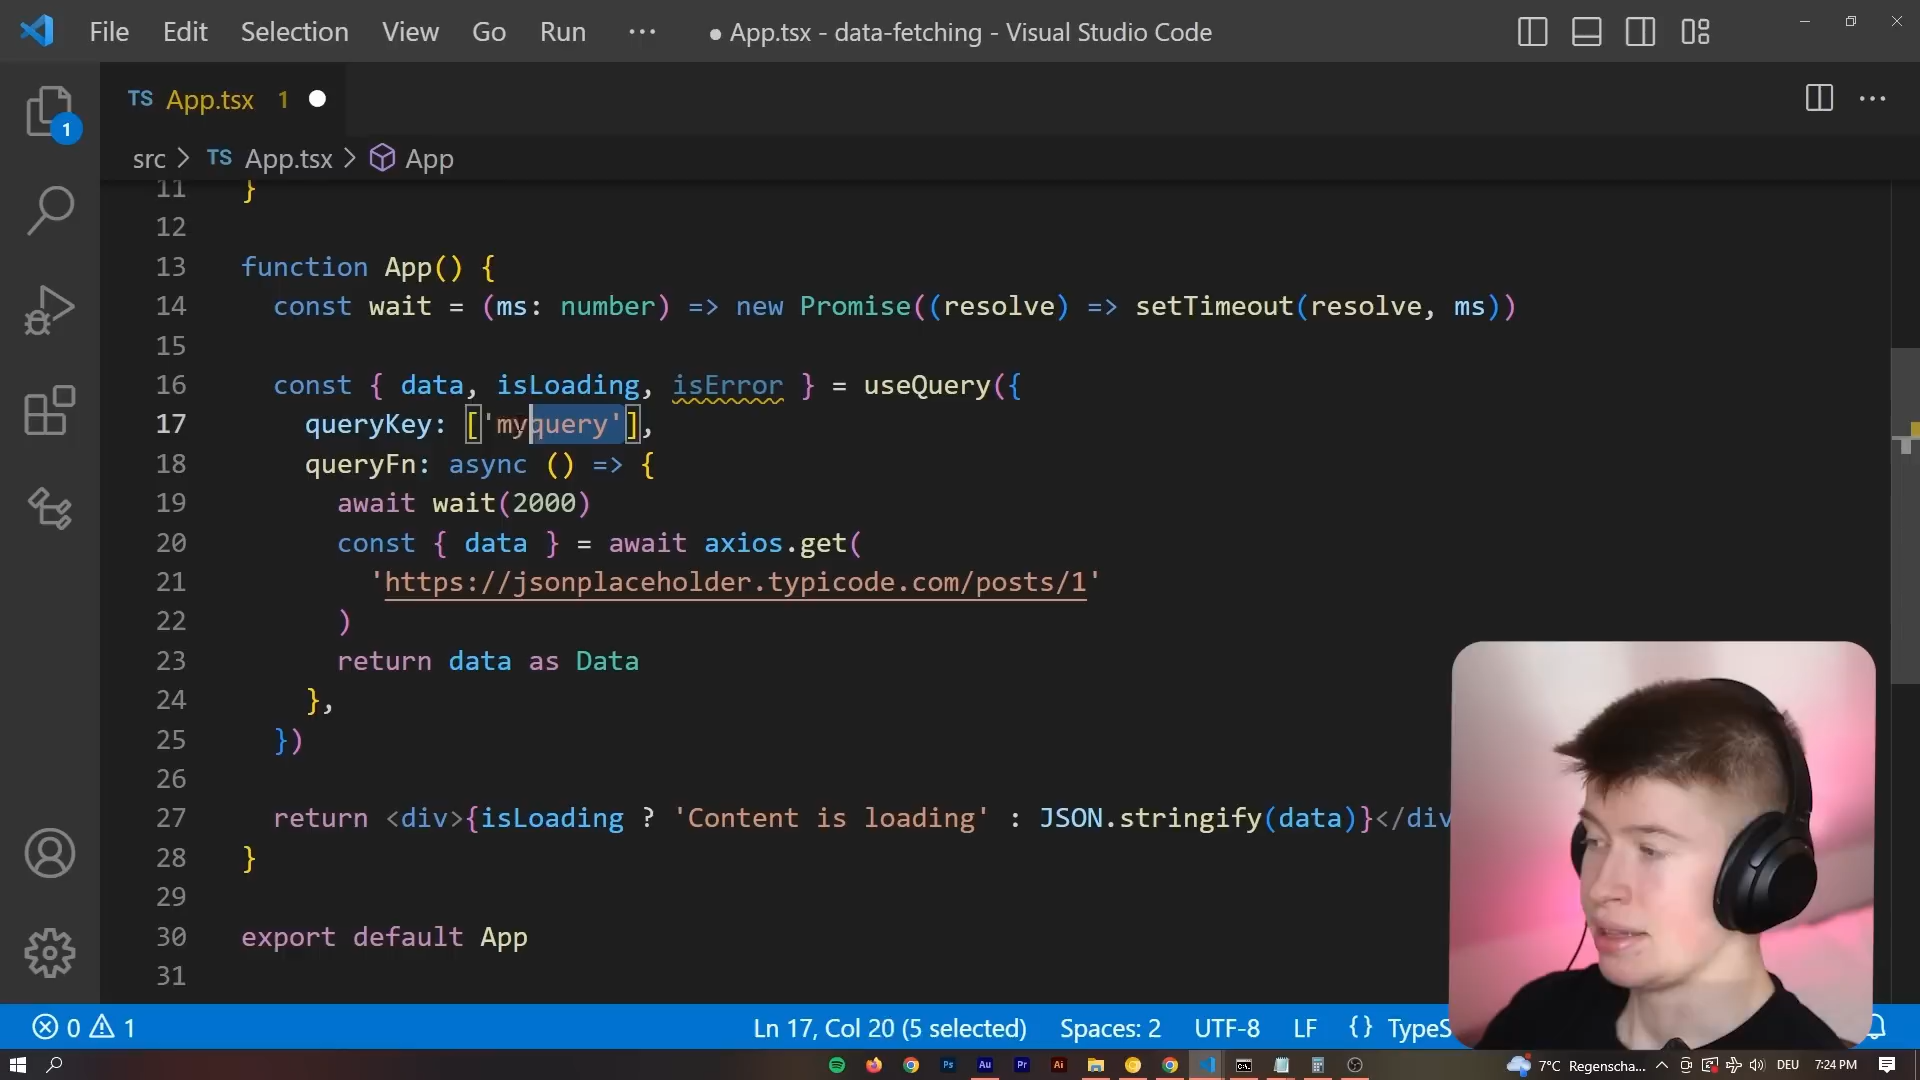 File Edit Selection View Go Run ··· ● App.tsx - data-fetching - Visual Studio Code
TS App.tsx 1
1
src > TS App.tsx > App
11 }
12
13 function App() {
14 const wait = (ms: number) => new Promise((resolve) => setTimeout(resolve, ms))
15
16 const { data, isLoading, isError } = useQuery({
17 queryKey: ['myquery'],
18 queryFn: async () => {
19 await wait(2000)
20 const { data } = await axios.get(
21 'https://jsonplaceholder.typicode.com/posts/1'
22 )
23 return data as Data
24 },
25 })
26
27 return <div>{isLoading ? 'Content is loading' : JSON.stringify(data)}</div
28 }
29
30 export default App
31
0 1 Ln 17, Col 20 (5 selected) Spaces: 2 UTF-8 LF {} TypeS
Ps Au Pr Ai 7°C Regenscha... DEU 7:24 PM